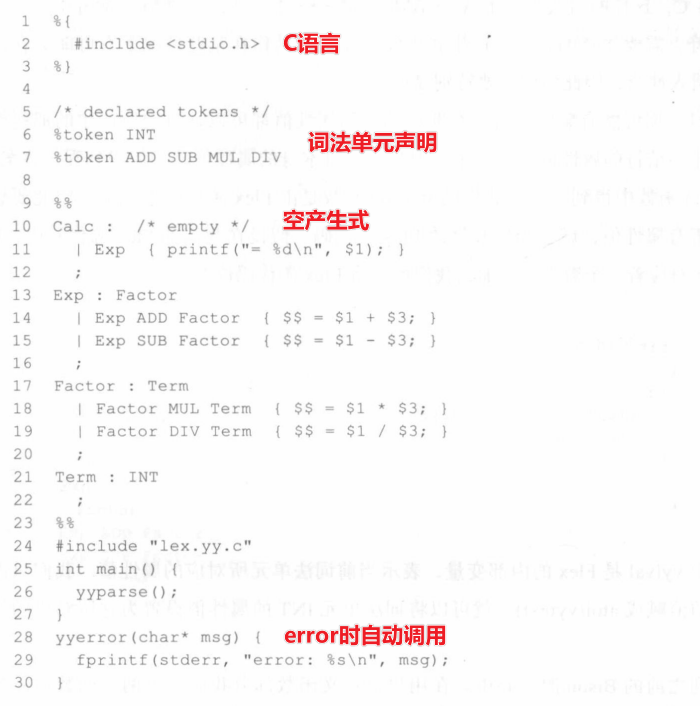 1 %{
2 #include <stdio.h> C语言
3 %}
4
5 /* declared tokens */
6 %token INT 词法单元声明
7 %token ADD SUB MUL DIV
8
9 %%
10 Calc : /* empty */ 空产生式
11 | Exp { printf("= %d\n", $1); }
12 ;
13 Exp : Factor
14 | Exp ADD Factor { $$ = $1 + $3; }
15 | Exp SUB Factor { $$ = $1 - $3; }
16 ;
17 Factor : Term
18 | Factor MUL Term { $$ = $1 * $3; }
19 | Factor DIV Term { $$ = $1 / $3; }
20 ;
21 Term : INT
22 ;
23 %%
24 #include "lex.yy.c"
25 int main() {
26 yyparse();
27 }
28 yyerror(char* msg) { error时自动调用
29 fprintf(stderr, "error: %s\n", msg);
30 }